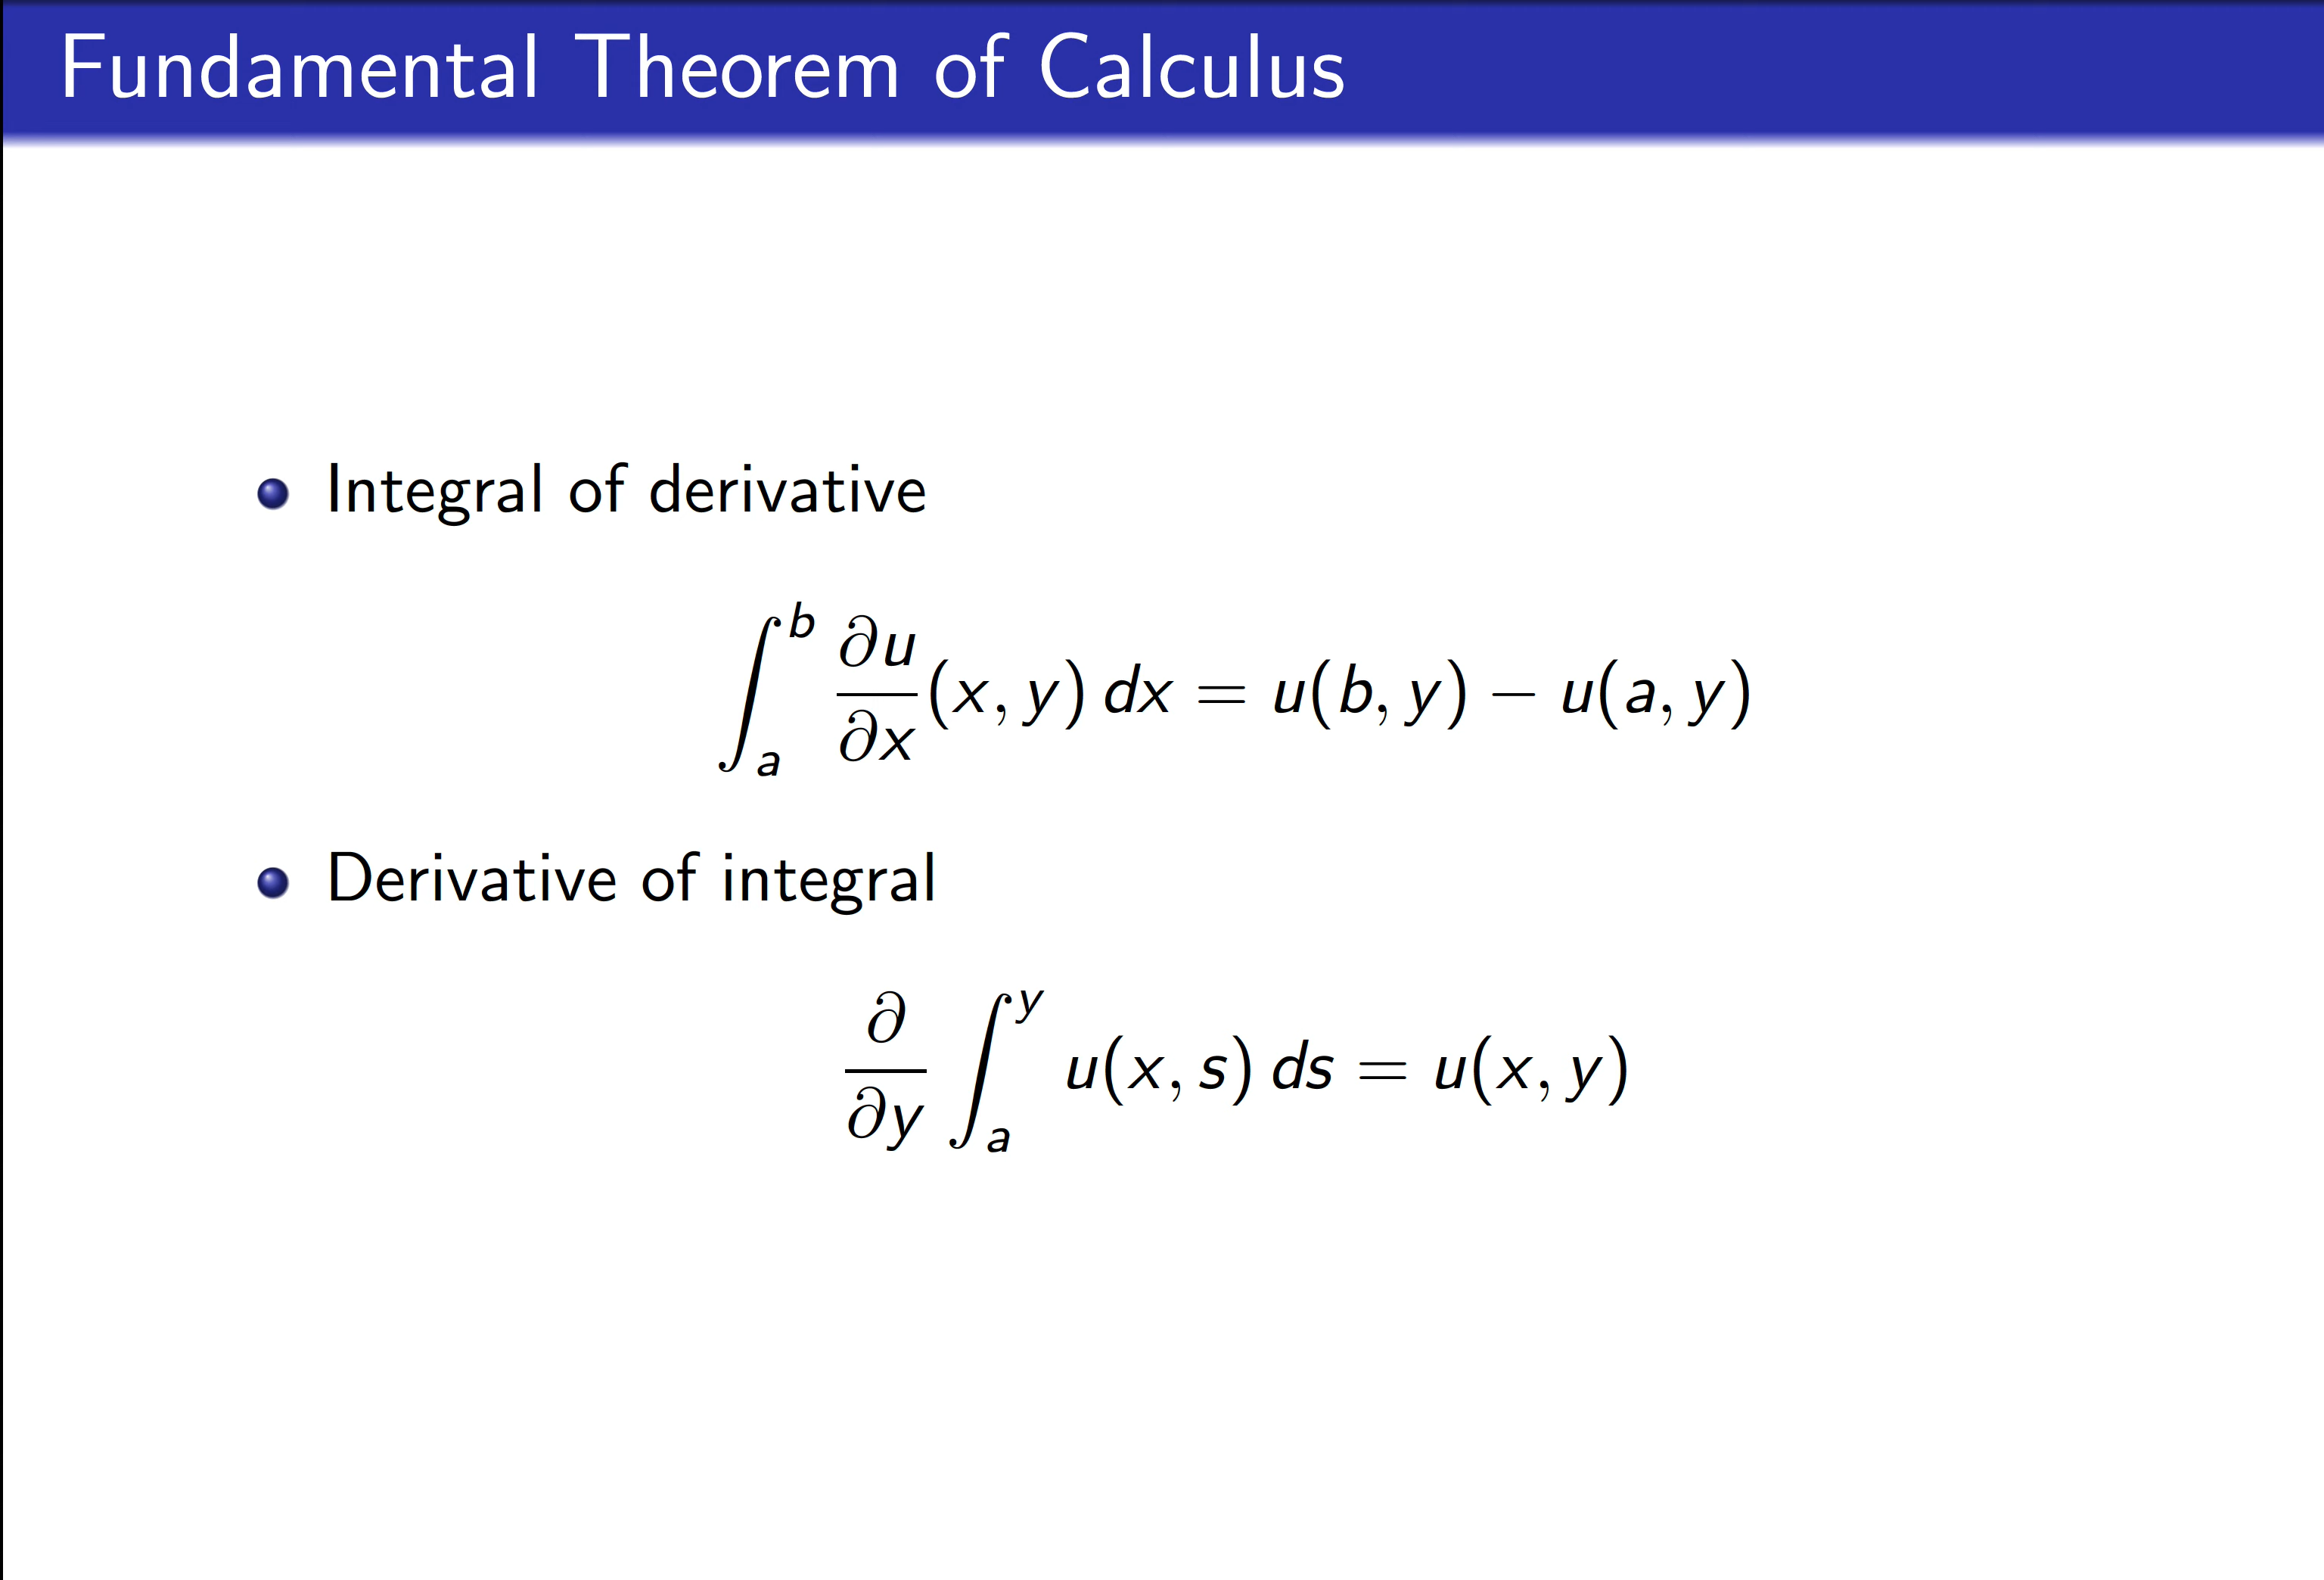 Fundamental Theorem of Calculus
Integral of derivative
∫_a^b ∂u/∂x (x, y) dx = u(b, y) − u(a, y)
Derivative of integral
∂/∂y ∫_a^y u(x, s) ds = u(x, y)